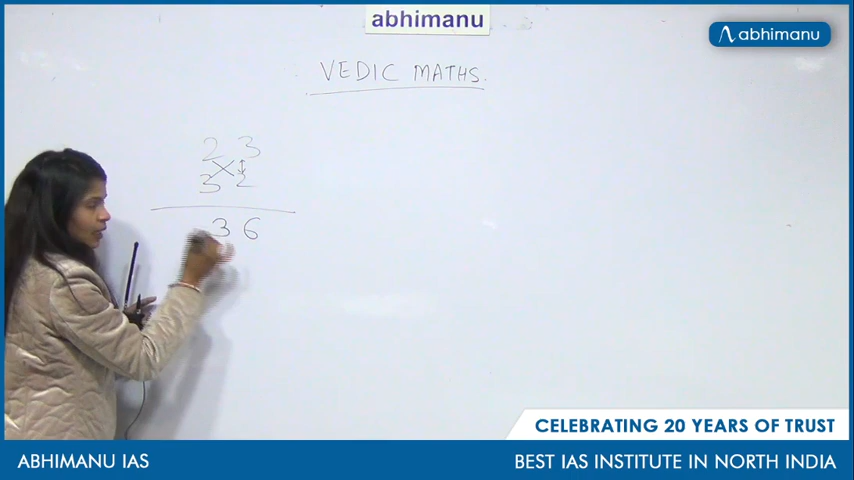 abhimanu
abhimanu
VEDIC MATHS.
2 3
3 2
3 6
CELEBRATING 20 YEARS OF TRUST
ABHIMANU IAS
BEST IAS INSTITUTE IN NORTH INDIA